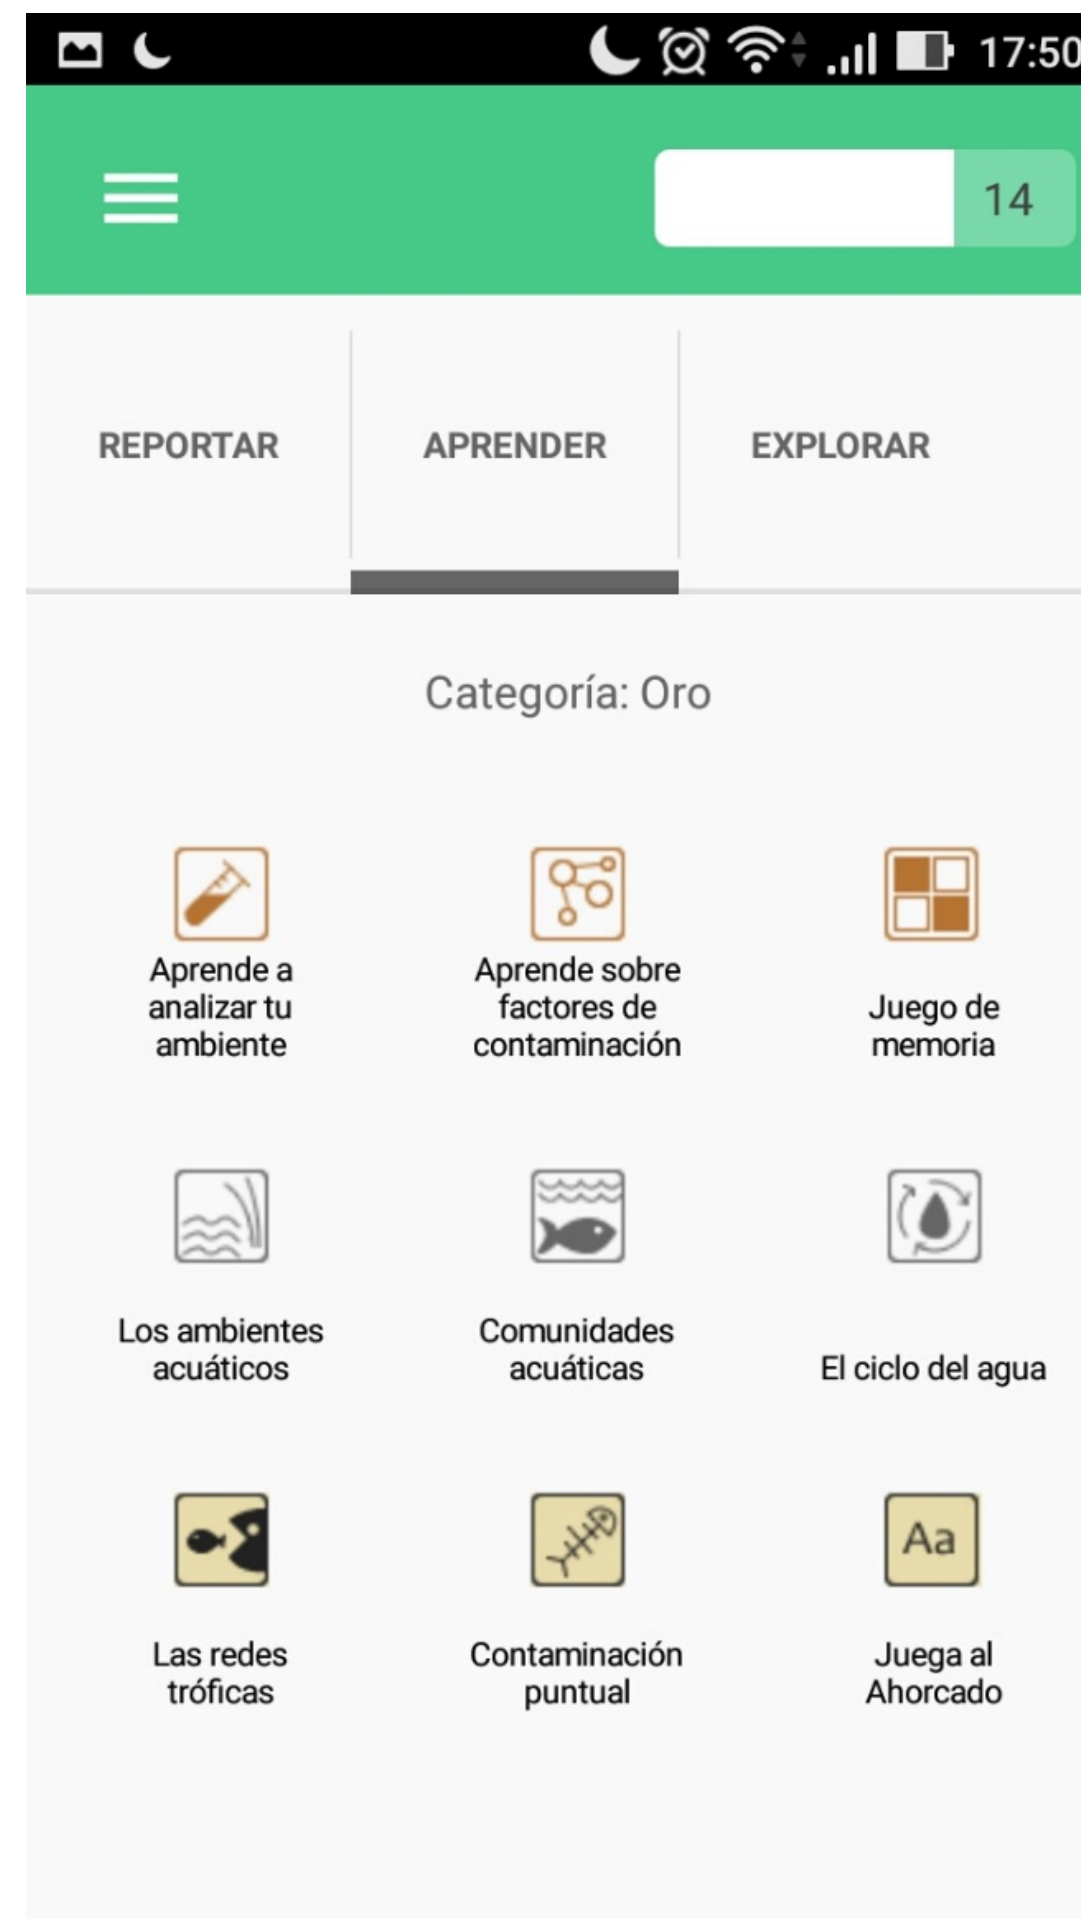 17:50
14
REPORTAR
APRENDER
EXPLORAR
Categoría: Oro
Aprende a
analizar tu
ambiente
Aprende sobre
factores de
contaminación
Juego de
memoria
Los ambientes
acuáticos
Comunidades
acuáticas
El ciclo del agua
Las redes
tróficas
Contaminación
puntual
Aa
Juega al
Ahorcado